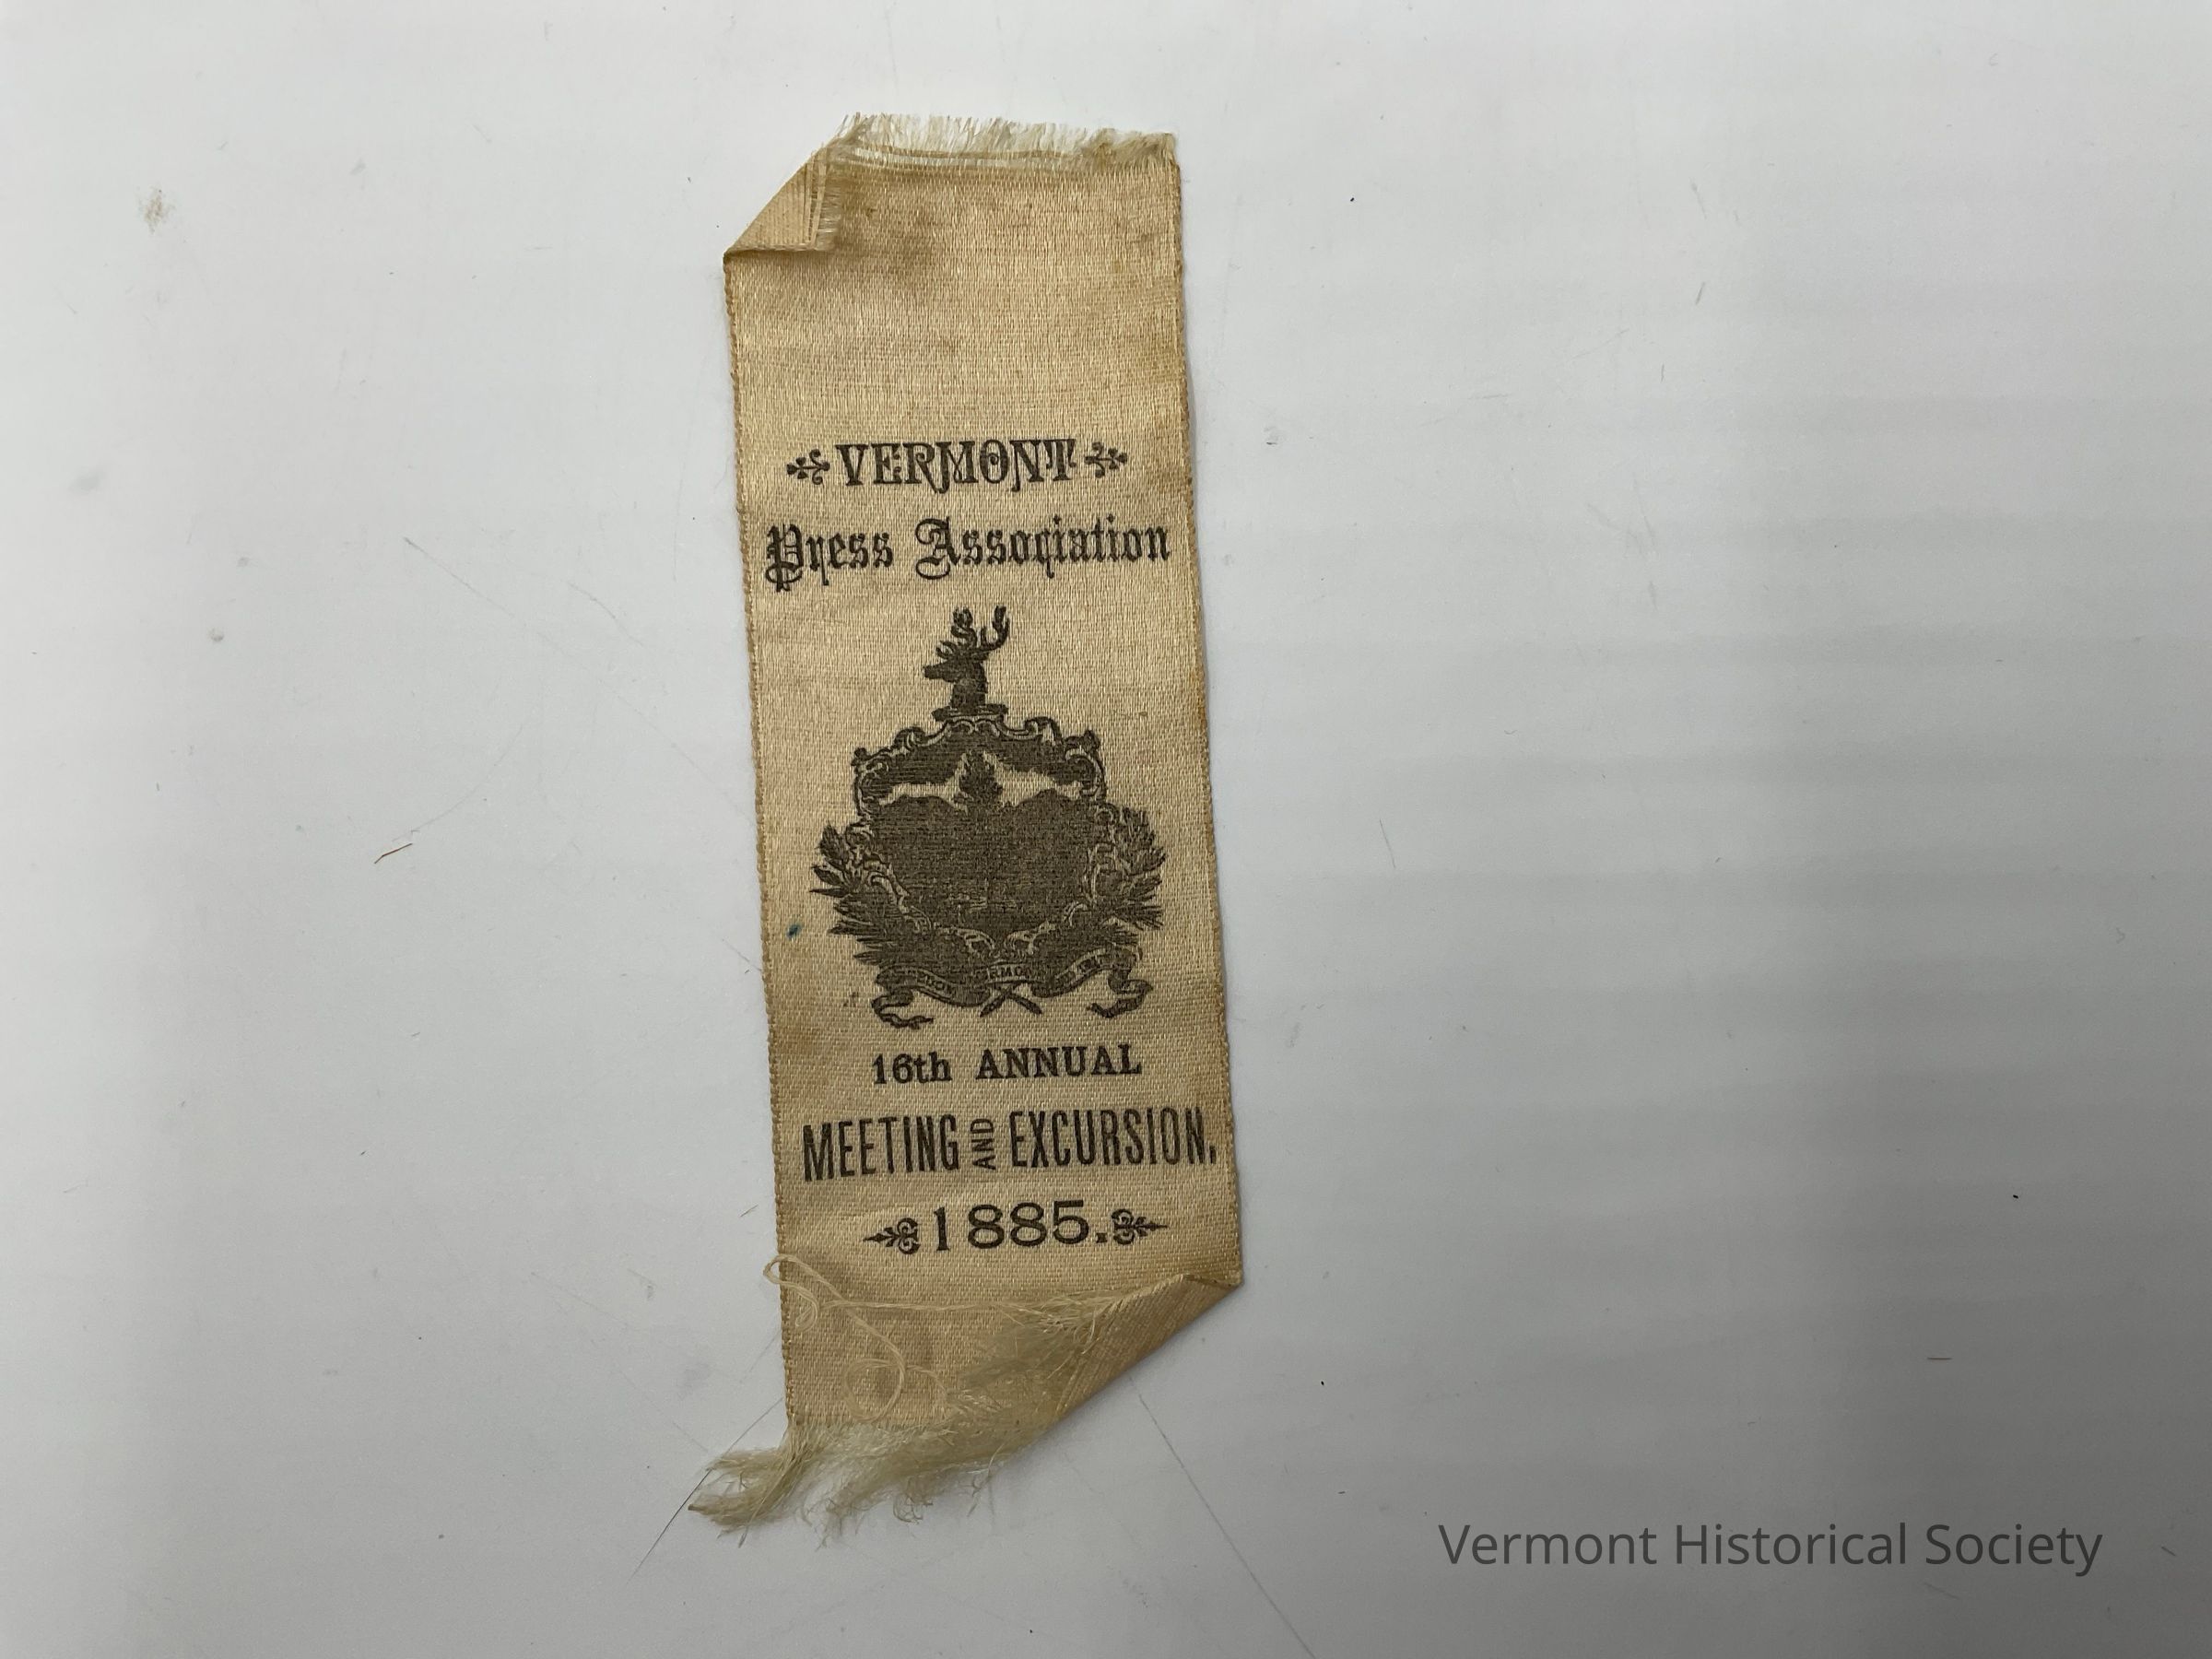 VERMONT
Press Association
16th ANNUAL
MEETING AND EXCURSION.
1885.
Vermont Historical Society